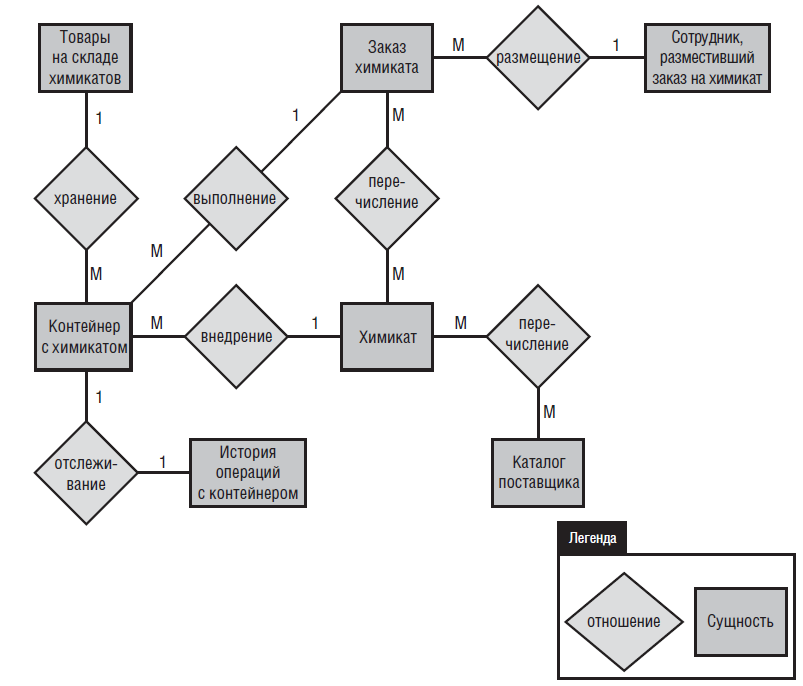 Товары
на складе
химикатов
Заказ
химиката
М
размещение
1
Сотрудник,
разместивший
заказ на химикат
1
1
М
хранение
выполнение
пере-
числение
М
М
М
Контейнер
с химикатом
М
внедрение
1
Химикат
М
пере-
числение
1
М
отслежи-
вание
1
История
операций
с контейнером
Каталог
поставщика
Легенда
отношение
Сущность